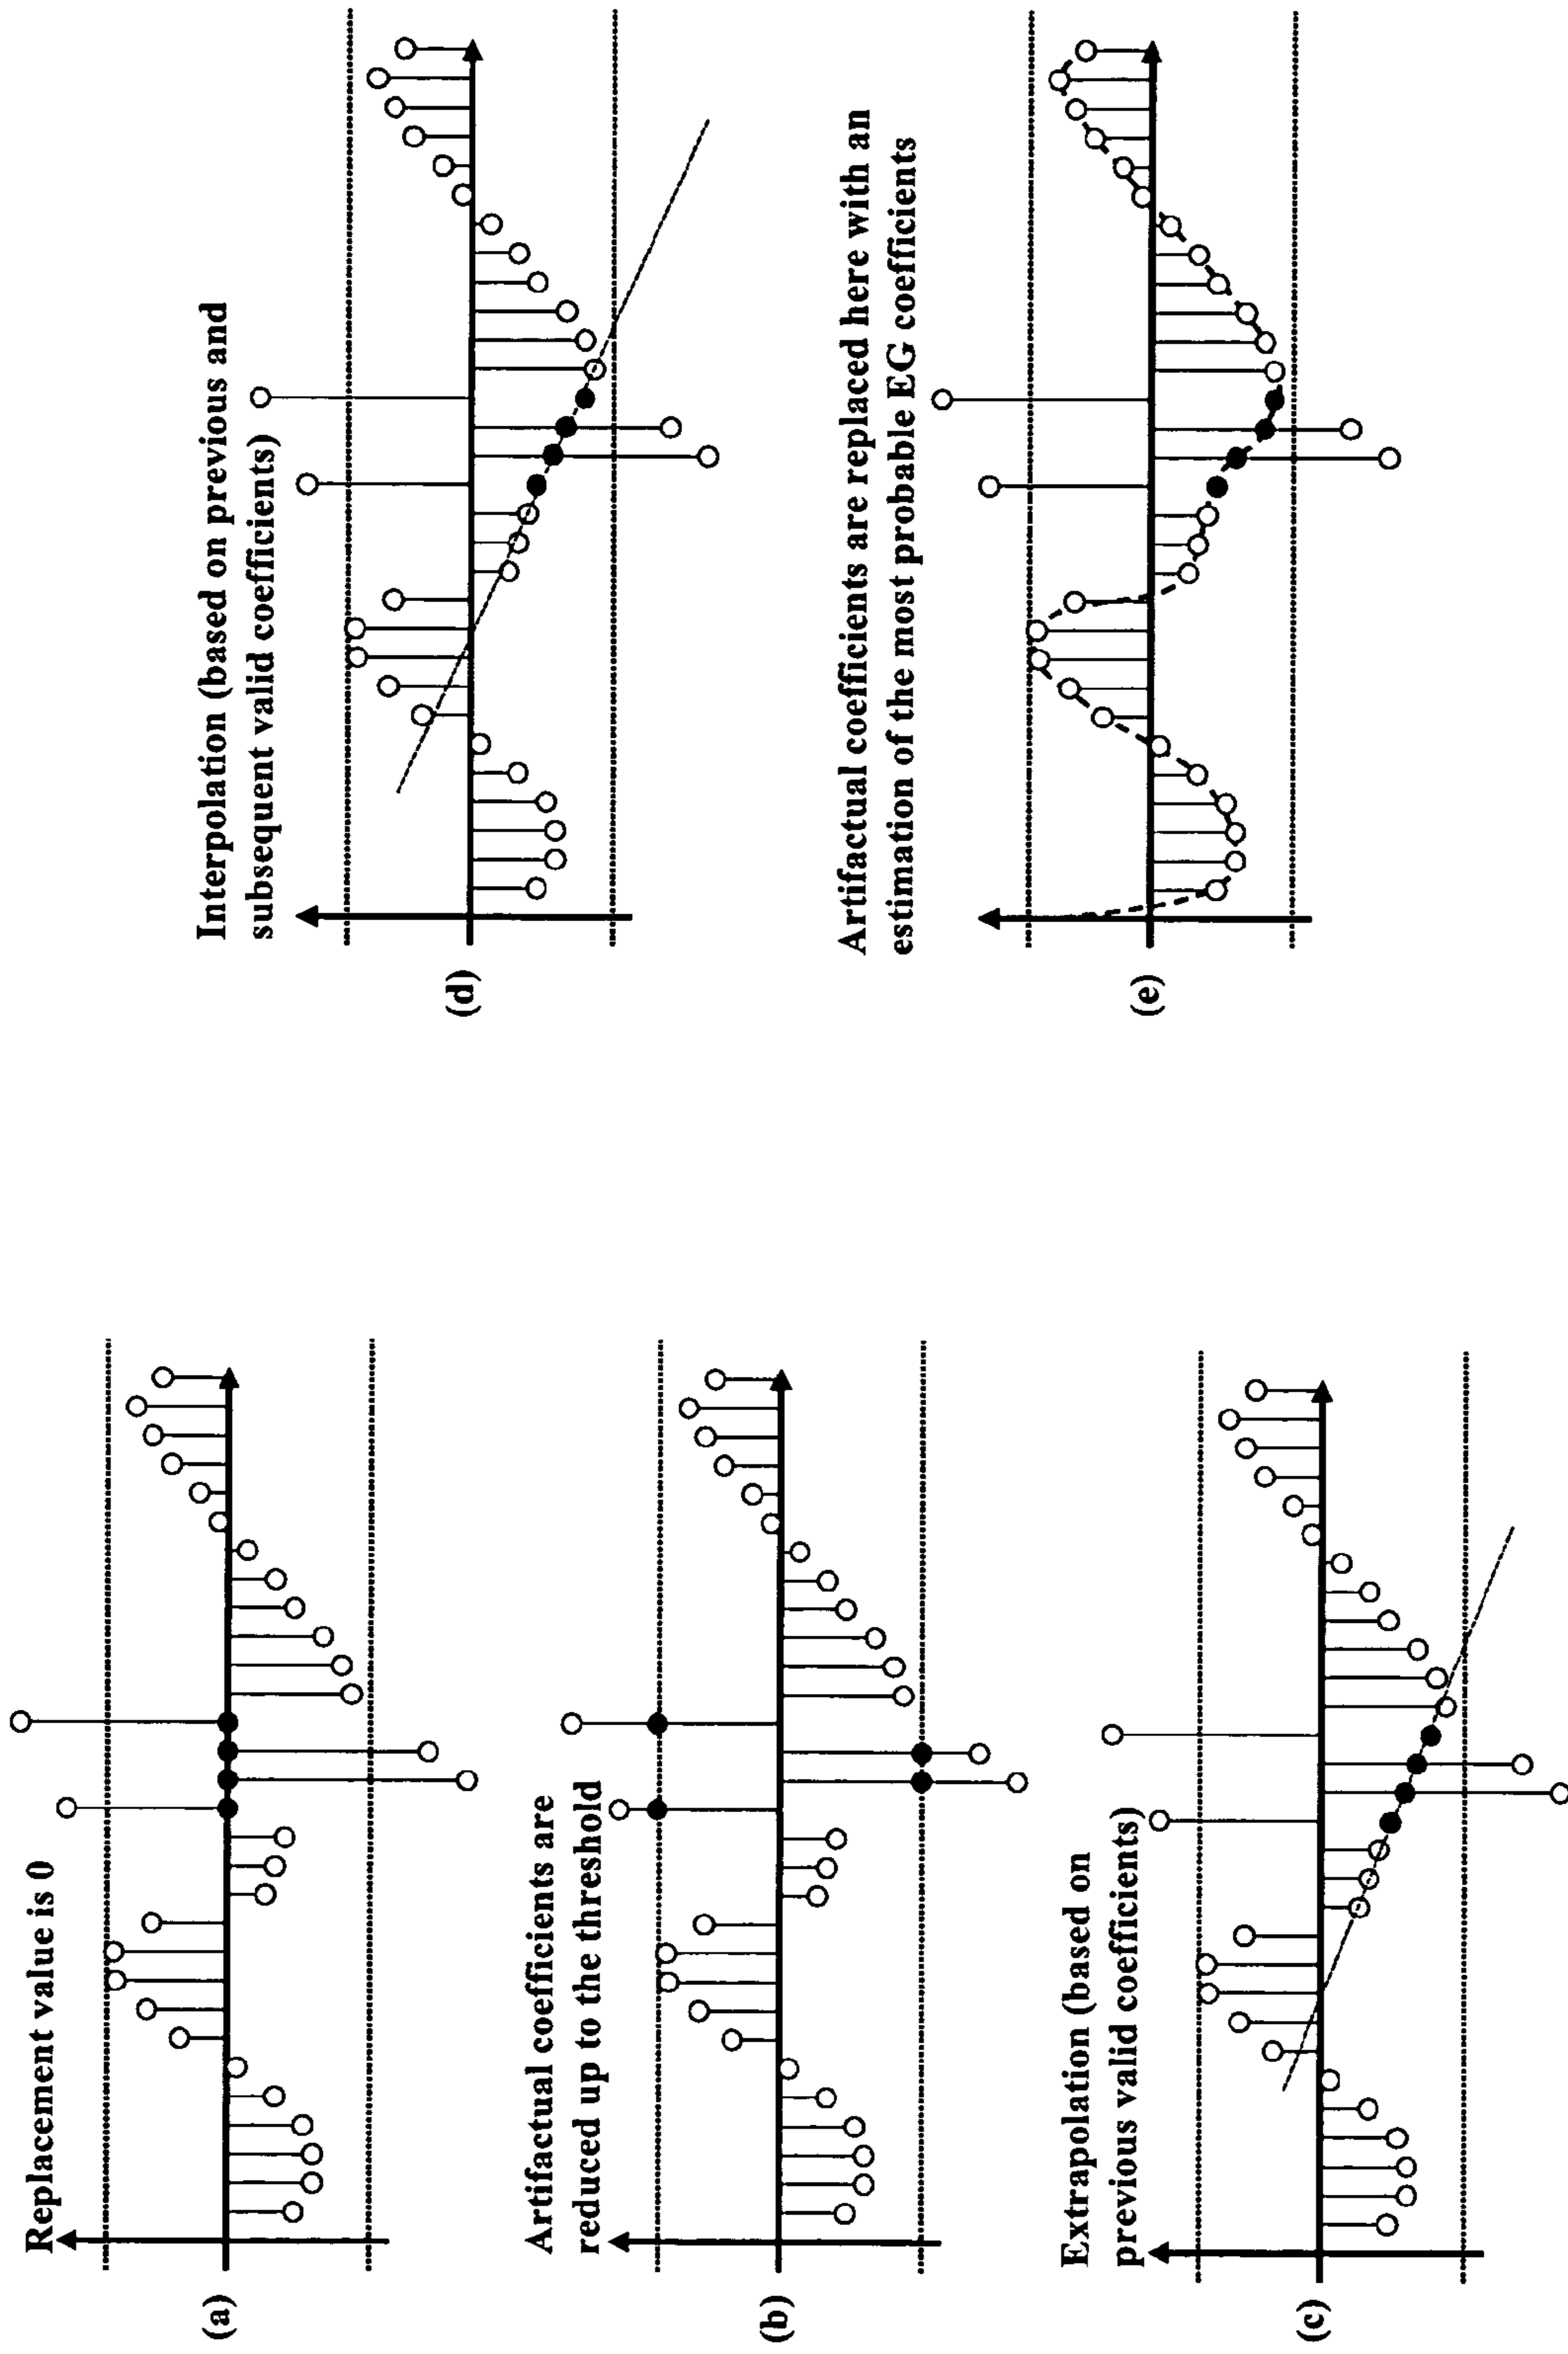 (a)
Replacement value is 0
(b)
Artifactual coefficients are
reduced up to the threshold
(c)
Extrapolation (based on
previous valid coefficients)
(d)
Interpolation (based on previous and
subsequent valid coefficients)
(e)
Artifactual coefficients are replaced here with an
estimation of the most probable EG coefficients